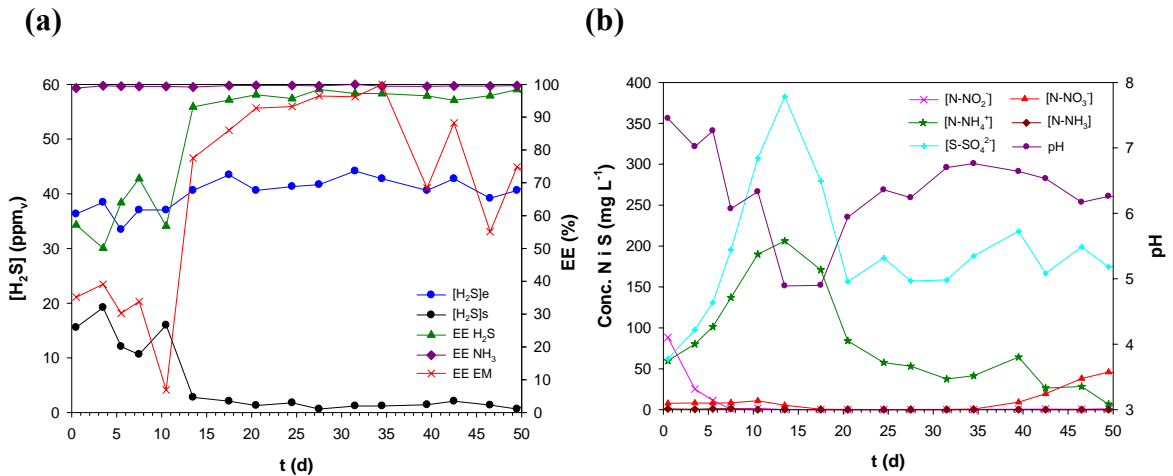 (a)
(b)
60
50
40
30
20
10
0
[H₂S] (ppmᵥ)
100
90
80
70
60
50
40
30
20
10
0
EE (%)
[H₂S]e
[H₂S]s
EE H₂S
EE NH₃
EE EM
0 5 10 15 20 25 30 35 40 45 50
t (d)
400
350
300
250
200
150
100
50
0
Conc. N i S (mg L⁻¹)
[N-NO₂⁻] [N-NO₃⁻]
[N-NH₄⁺] [N-NH₃]
[S-SO₄²⁻] pH
8
7
6
5
4
3
pH
0 5 10 15 20 25 30 35 40 45 50
t (d)